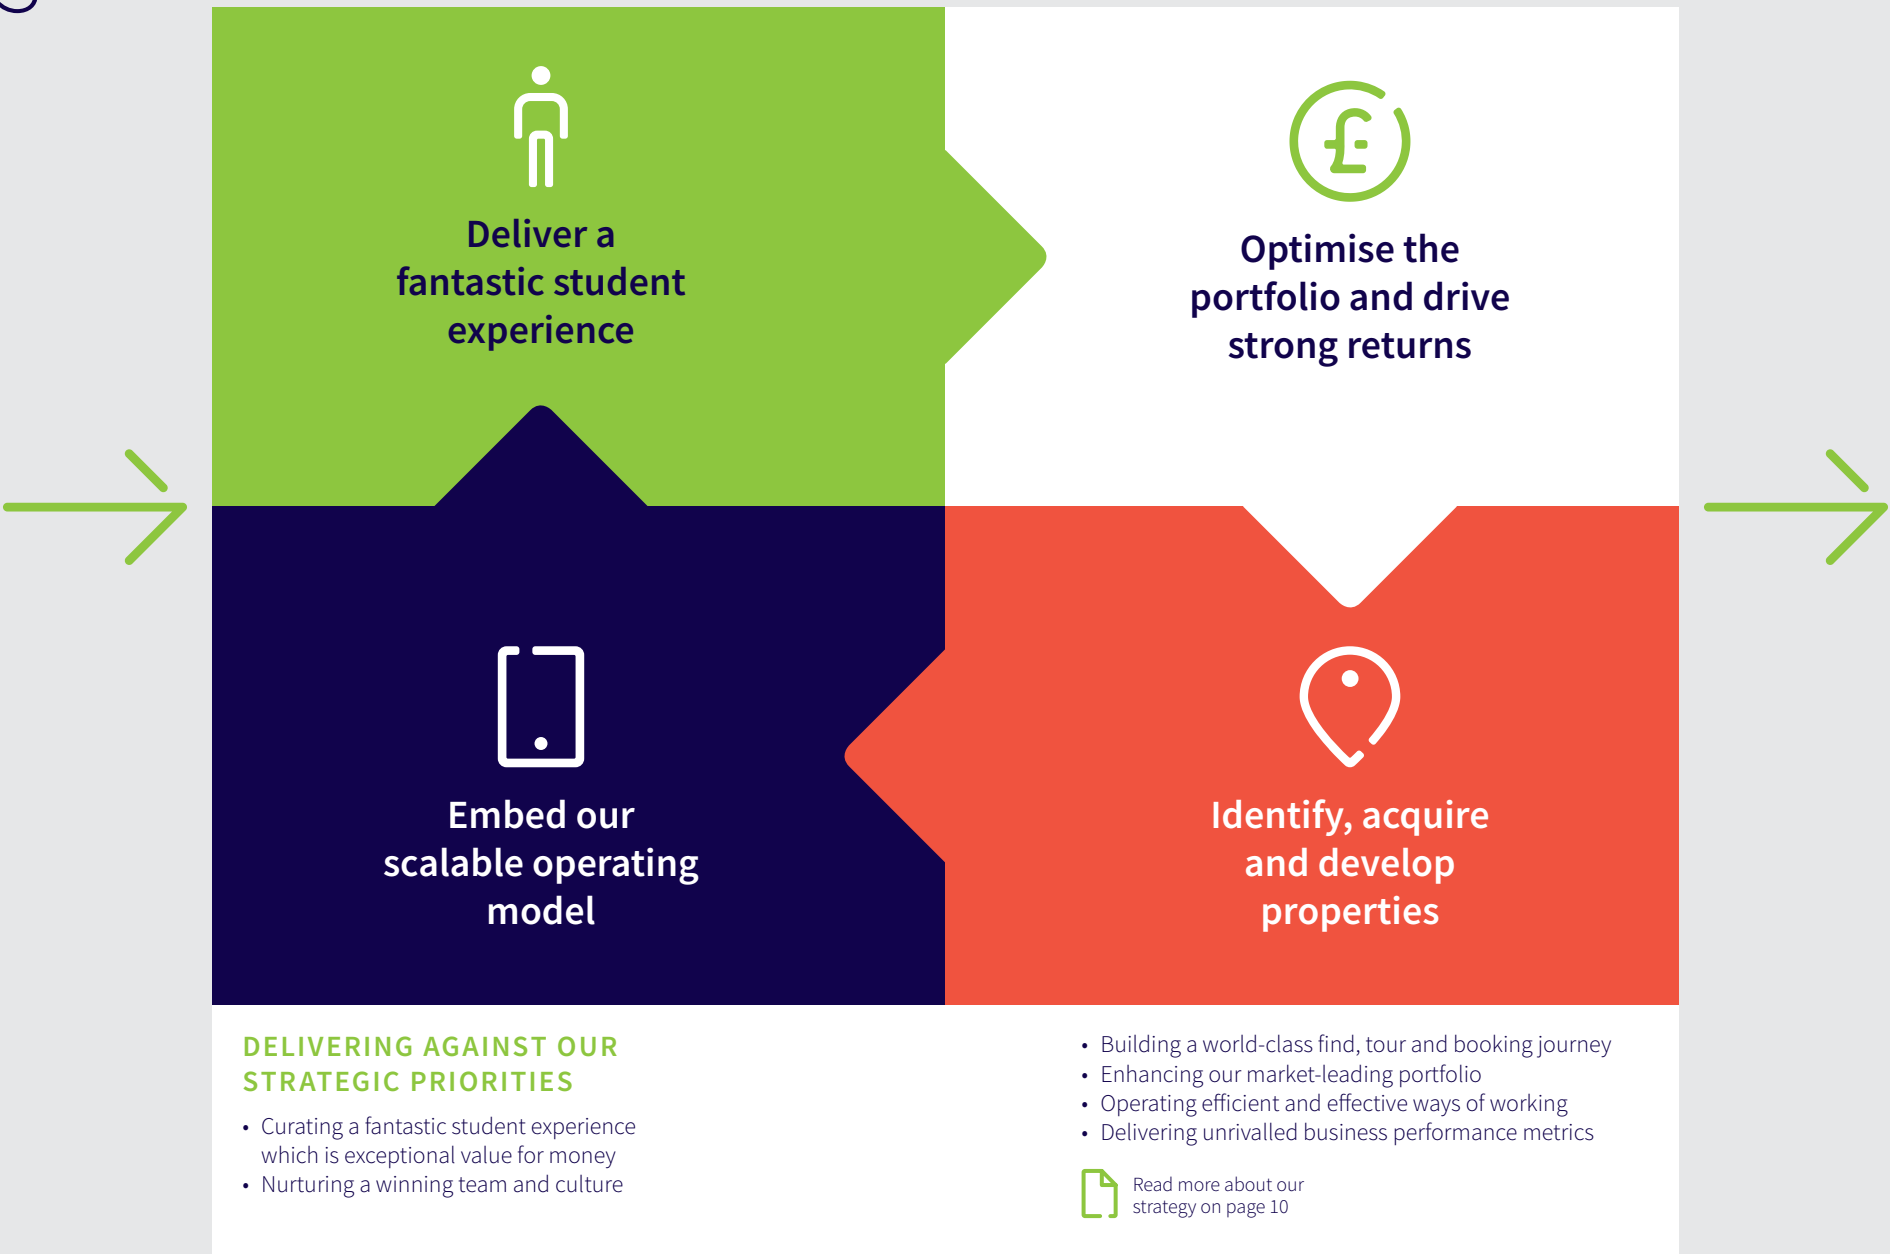 Deliver a
fantastic student
experience
Optimise the
portfolio and drive
strong returns
Embed our
scalable operating
model
Identify, acquire
and develop
properties
DELIVERING AGAINST OUR
STRATEGIC PRIORITIES
• Curating a fantastic student experience
which is exceptional value for money
• Nurturing a winning team and culture
• Building a world-class find, tour and booking journey
• Enhancing our market-leading portfolio
• Operating efficient and effective ways of working
• Delivering unrivalled business performance metrics
Read more about our
strategy on page 10